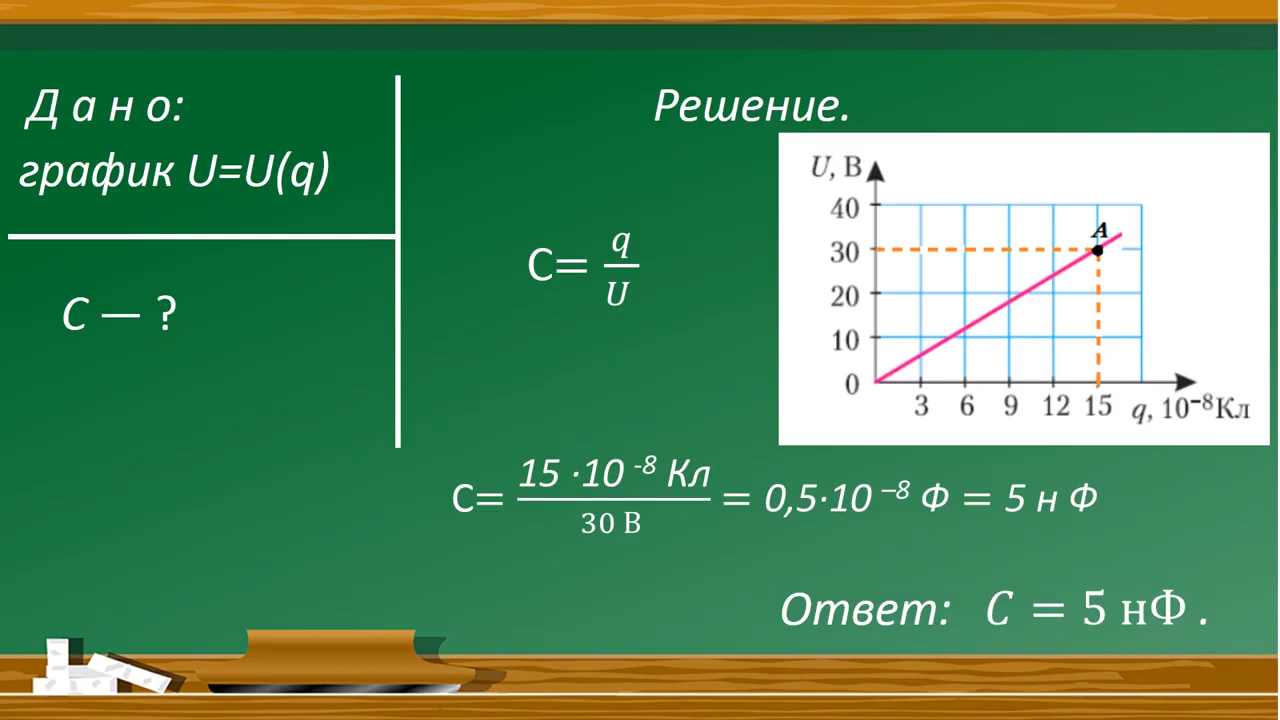 Д а н о:
график U=U(q)
С — ?
Решение.
С= q/U
U, В
40
30
20
10
0
A
3 6 9 12 15 q, 10⁻⁸Кл
С= 15 ·10 ⁻⁸ Кл / 30 В = 0,5·10 ⁻⁸ Ф = 5 н Ф
Ответ: C = 5 нФ .